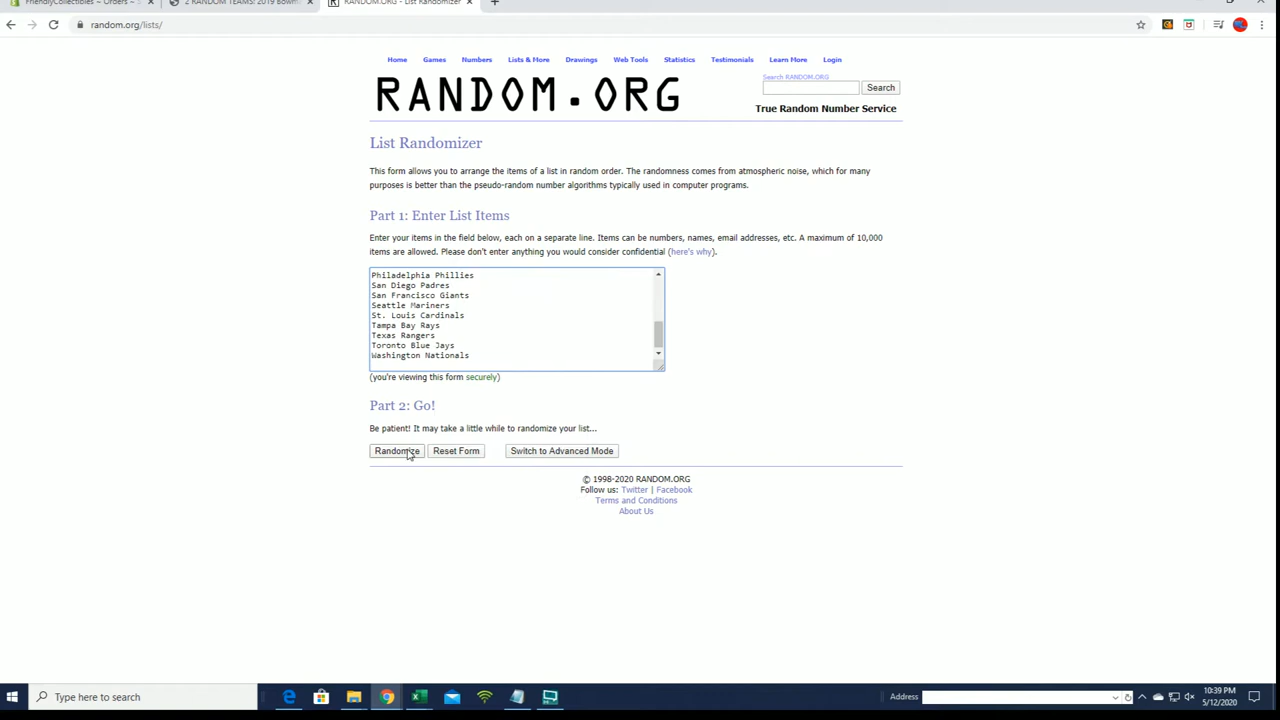 FriendlyCollectibles ~ Orders ~
2 RANDOM TEAMS: 2019 Bowm
RANDOM.ORG - List Randomizer
random.org/lists/
Home Games Numbers Lists & More Drawings Web Tools Statistics Testimonials Learn More Login
RANDOM.ORG
Search RANDOM.ORG
Search
True Random Number Service
List Randomizer
This form allows you to arrange the items of a list in random order. The randomness comes from atmospheric noise, which for many
purposes is better than the pseudo-random number algorithms typically used in computer programs.
Part 1: Enter List Items
Enter your items in the field below, each on a separate line. Items can be numbers, names, email addresses, etc. A maximum of 10,000
items are allowed. Please don't enter anything you would consider confidential (here's why).
Philadelphia Phillies
San Diego Padres
San Francisco Giants
Seattle Mariners
St. Louis Cardinals
Tampa Bay Rays
Texas Rangers
Toronto Blue Jays
Washington Nationals
(you're viewing this form securely)
Part 2: Go!
Be patient! It may take a little while to randomize your list...
Randomize Reset Form Switch to Advanced Mode
© 1998-2020 RANDOM.ORG
Follow us: Twitter | Facebook
Terms and Conditions
About Us
Type here to search
Address
10:39 PM
5/12/2020